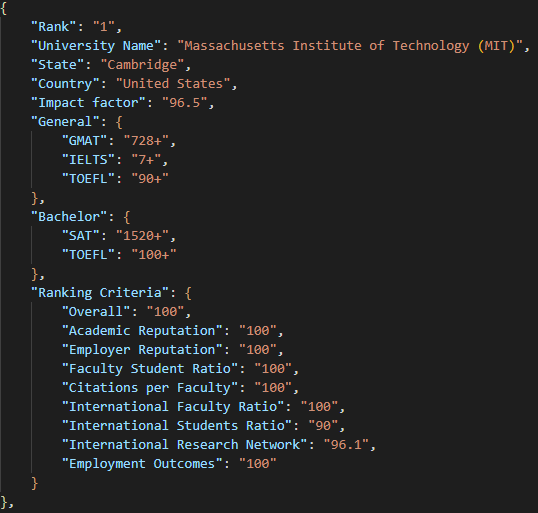 {
"Rank": "1",
"University Name": "Massachusetts Institute of Technology (MIT)",
"State": "Cambridge",
"Country": "United States",
"Impact factor": "96.5",
"General": {
"GMAT": "728+",
"IELTS": "7+",
"TOEFL": "90+"
},
"Bachelor": {
"SAT": "1520+",
"TOEFL": "100+"
},
"Ranking Criteria": {
"Overall": "100",
"Academic Reputation": "100",
"Employer Reputation": "100",
"Faculty Student Ratio": "100",
"Citations per Faculty": "100",
"International Faculty Ratio": "100",
"International Students Ratio": "90",
"International Research Network": "96.1",
"Employment Outcomes": "100"
}
},